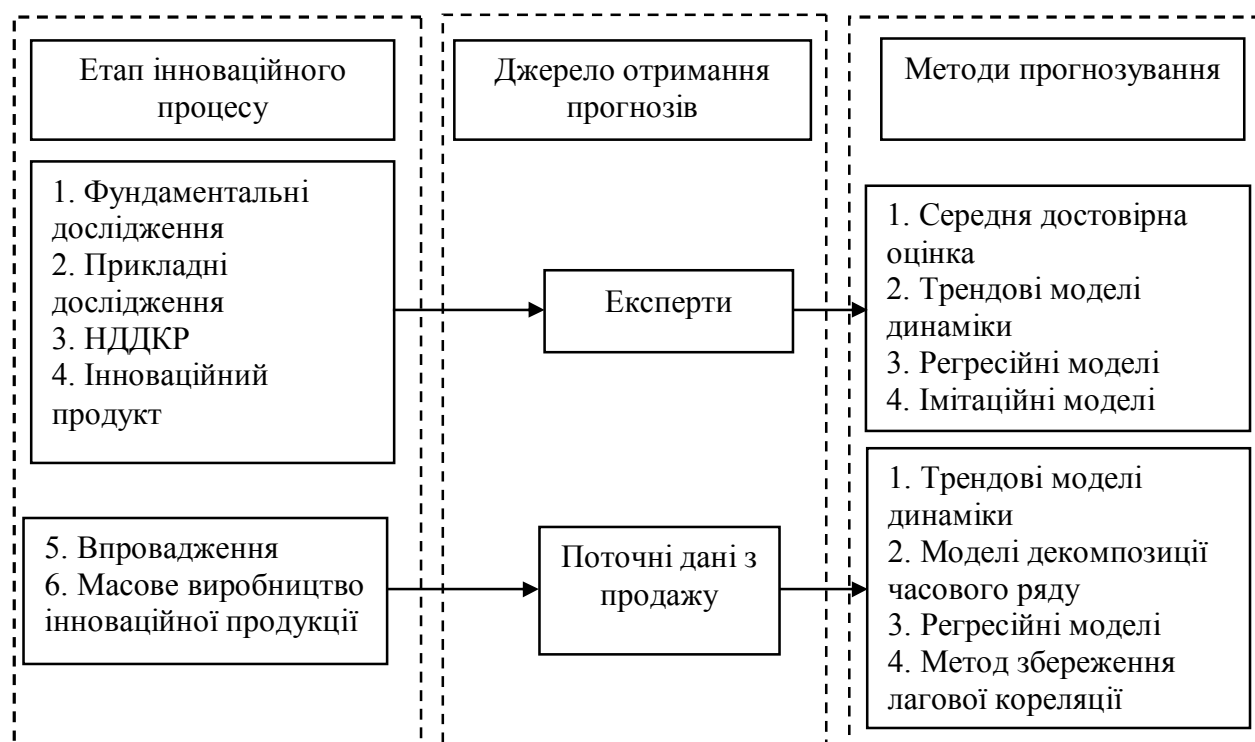 Етап інноваційного
процесу
Джерело отримання
прогнозів
Методи прогнозування
1. Фундаментальні
дослідження
2. Прикладні
дослідження
3. НДДКР
4. Інноваційний
продукт
Експерти
1. Середня достовірна
оцінка
2. Трендові моделі
динаміки
3. Регресійні моделі
4. Імітаційні моделі
5. Впровадження
6. Масове виробництво
інноваційної продукції
Поточні дані з
продажу
1. Трендові моделі
динаміки
2. Моделі декомпозиції
часового ряду
3. Регресійні моделі
4. Метод збереження
лагової кореляції